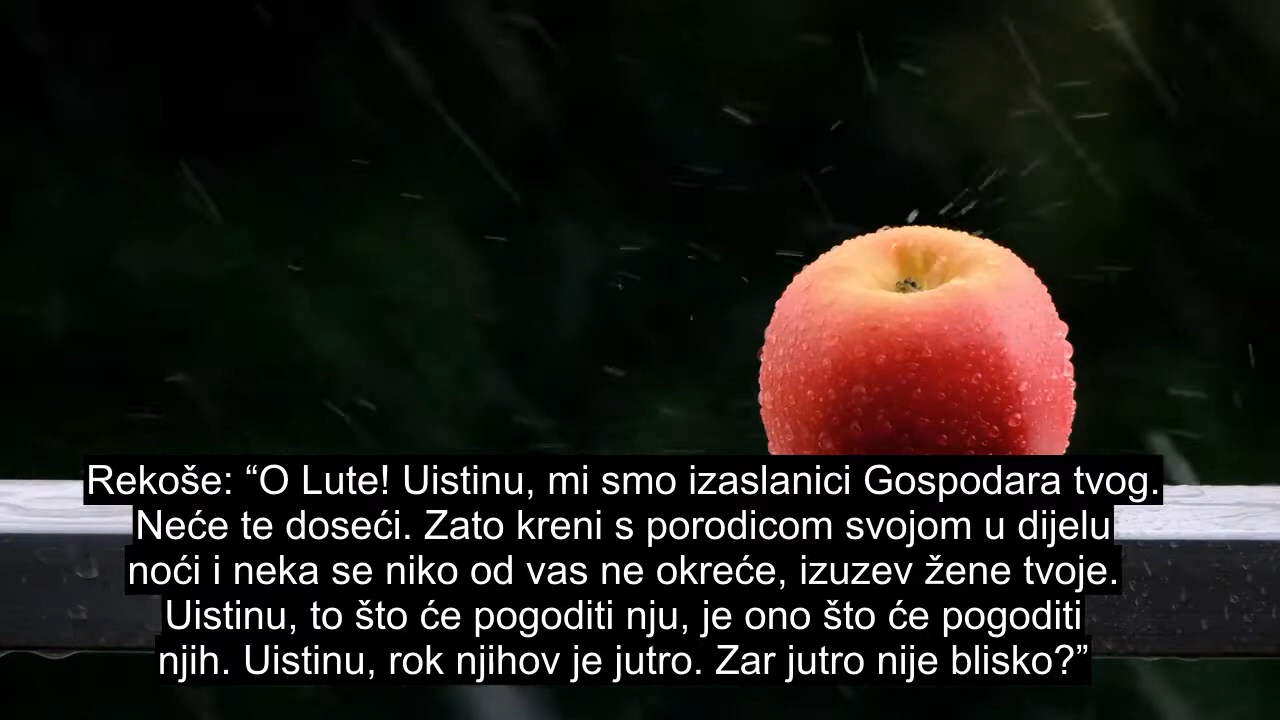 Rekoše: “O Lute! Uistinu, mi smo izaslanici Gospodara tvog.
Neće te doseći. Zato kreni s porodicom svojom u dijelu
noći i neka se niko od vas ne okreće, izuzev žene tvoje.
Uistinu, to što će pogoditi nju, je ono što će pogoditi
njih. Uistinu, rok njihov je jutro. Zar jutro nije blisko?”